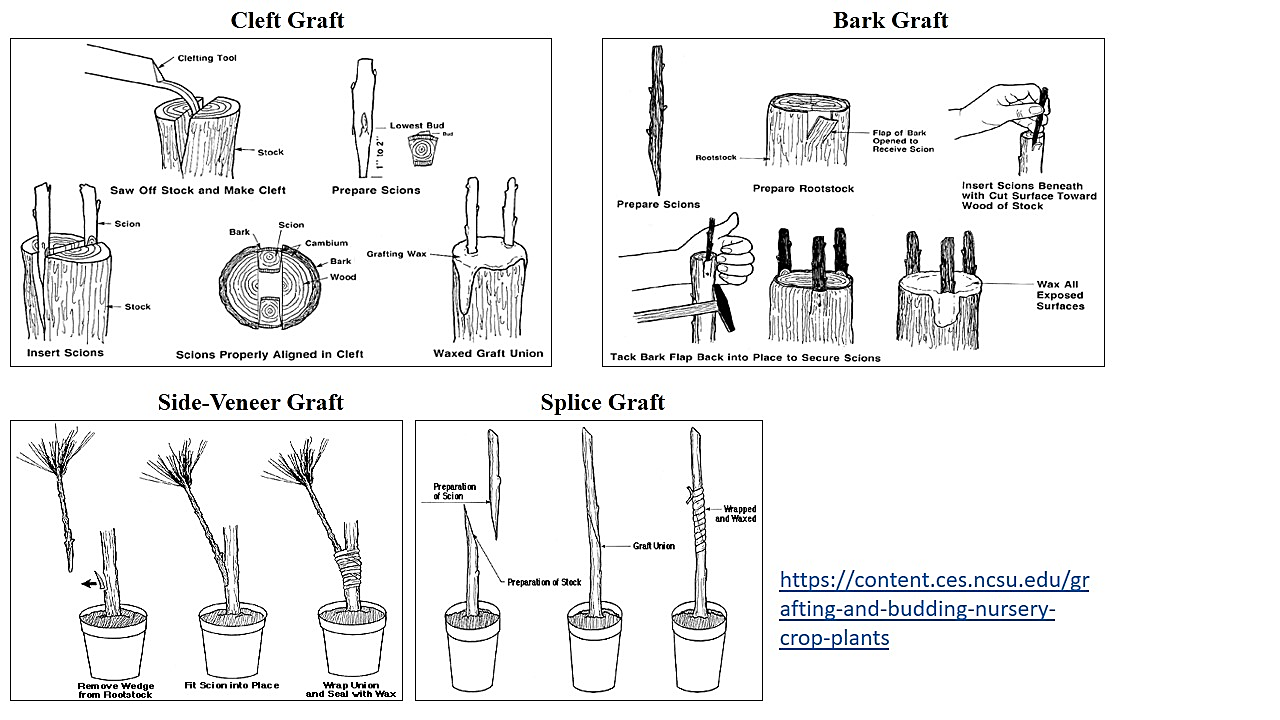 Cleft Graft
Clefting Tool
Stock
Saw Off Stock and Make Cleft
Lowest Bud
Bud
1" to 2"
Prepare Scions
Scion
Stock
Insert Scions
Bark
Scion
Cambium
Bark
Wood
Scions Properly Aligned in Cleft
Grafting Wax
Waxed Graft Union
Bark Graft
Prepare Scions
Rootstock
Flap of Bark
Opened to
Receive Scion
Prepare Rootstock
Insert Scions Beneath
with Cut Surface Toward
Wood of Stock
Tack Bark Flap Back into Place to Secure Scions
Wax All
Exposed
Surfaces
Side-Veneer Graft
Remove Wedge
from Rootstock
Fit Scion into Place
Wrap Union
and Seal with Wax
Splice Graft
Preparation
of Scion
Preparation of Stock
Graft Union
Wrapped
and Waxed
https://content.ces.ncsu.edu/gr
afting-and-budding-nursery-
crop-plants